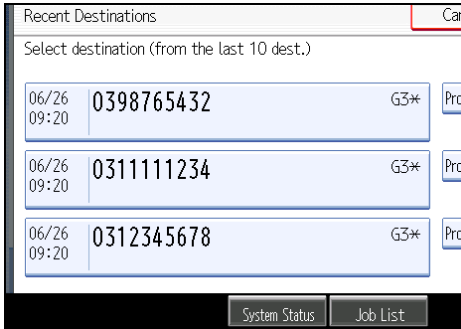 Recent Destinations
Select destination (from the last 10 dest.)
06/26 0398765432 G3*
09:20
06/26 0311111234 G3*
09:20
06/26 0312345678 G3*
09:20
System Status Job List